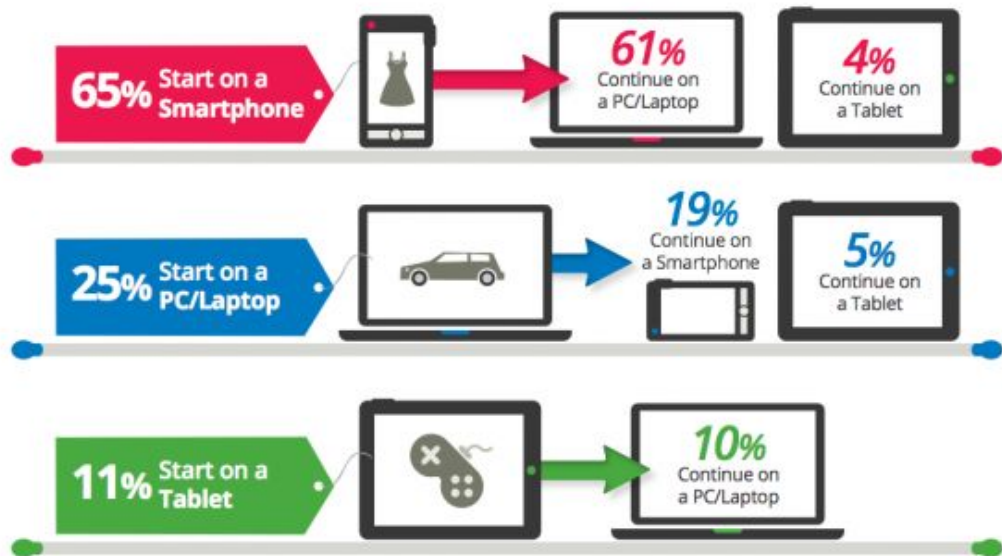 65% Start on a
Smartphone
61%
Continue on
a PC/Laptop
4%
Continue on
a Tablet
25% Start on a
PC/Laptop
19%
Continue on
a Smartphone
5%
Continue on
a Tablet
11% Start on a
Tablet
10%
Continue on
a PC/Laptop